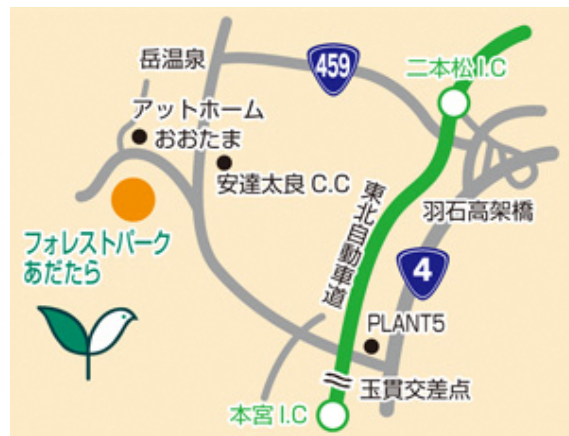 岳温泉
459
二本松I.C
アットホーム
おおたま
安達太良 C.C
東北自動車道
羽石高架橋
フォレストパーク
あだたら
4
PLANT5
玉貫交差点
本宮I.C